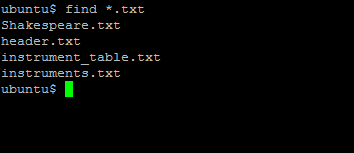 ubuntu$ find *.txt
Shakespeare.txt
header.txt
instrument_table.txt
instruments.txt
ubuntu$